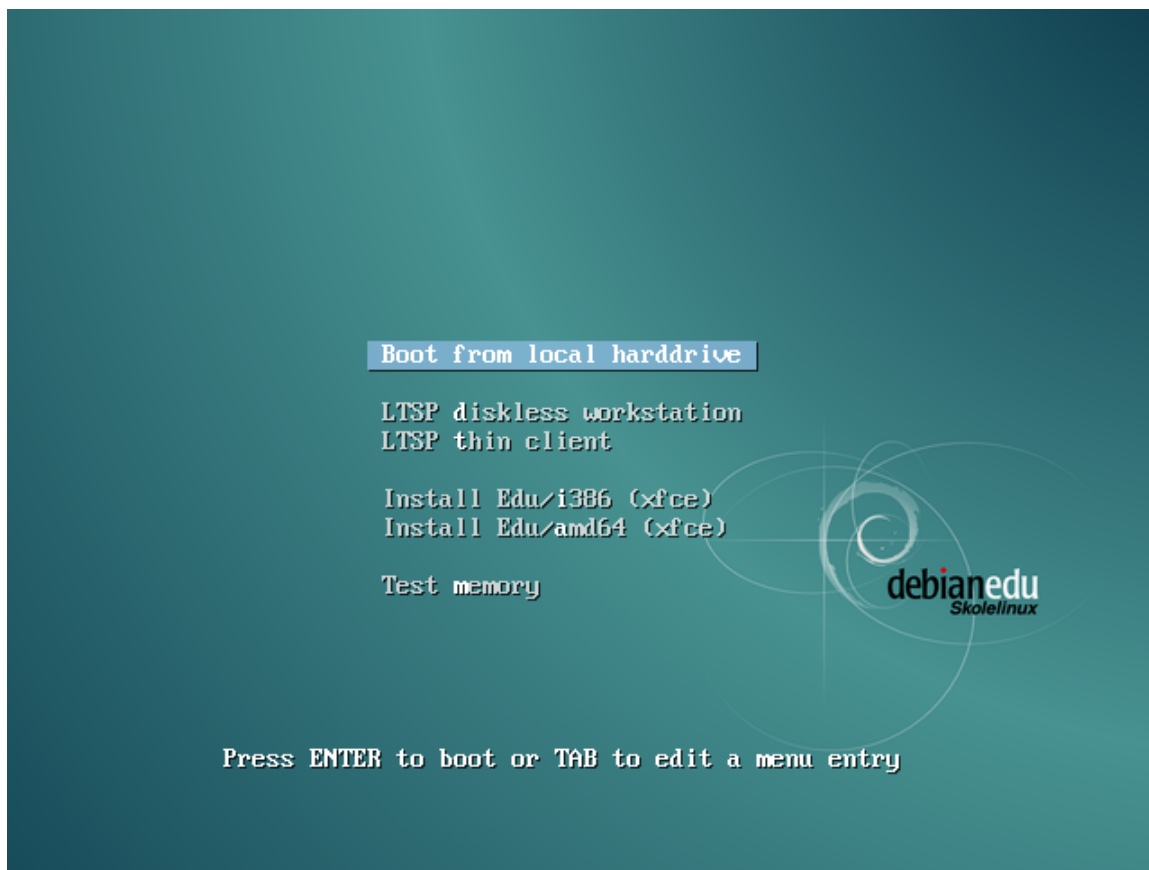 Boot from local harddrive
LTSP diskless workstation
LTSP thin client
Install Edu/i386 (xfce)
Install Edu/amd64 (xfce)
Test memory
debianedu
Skolelinux
Press ENTER to boot or TAB to edit a menu entry